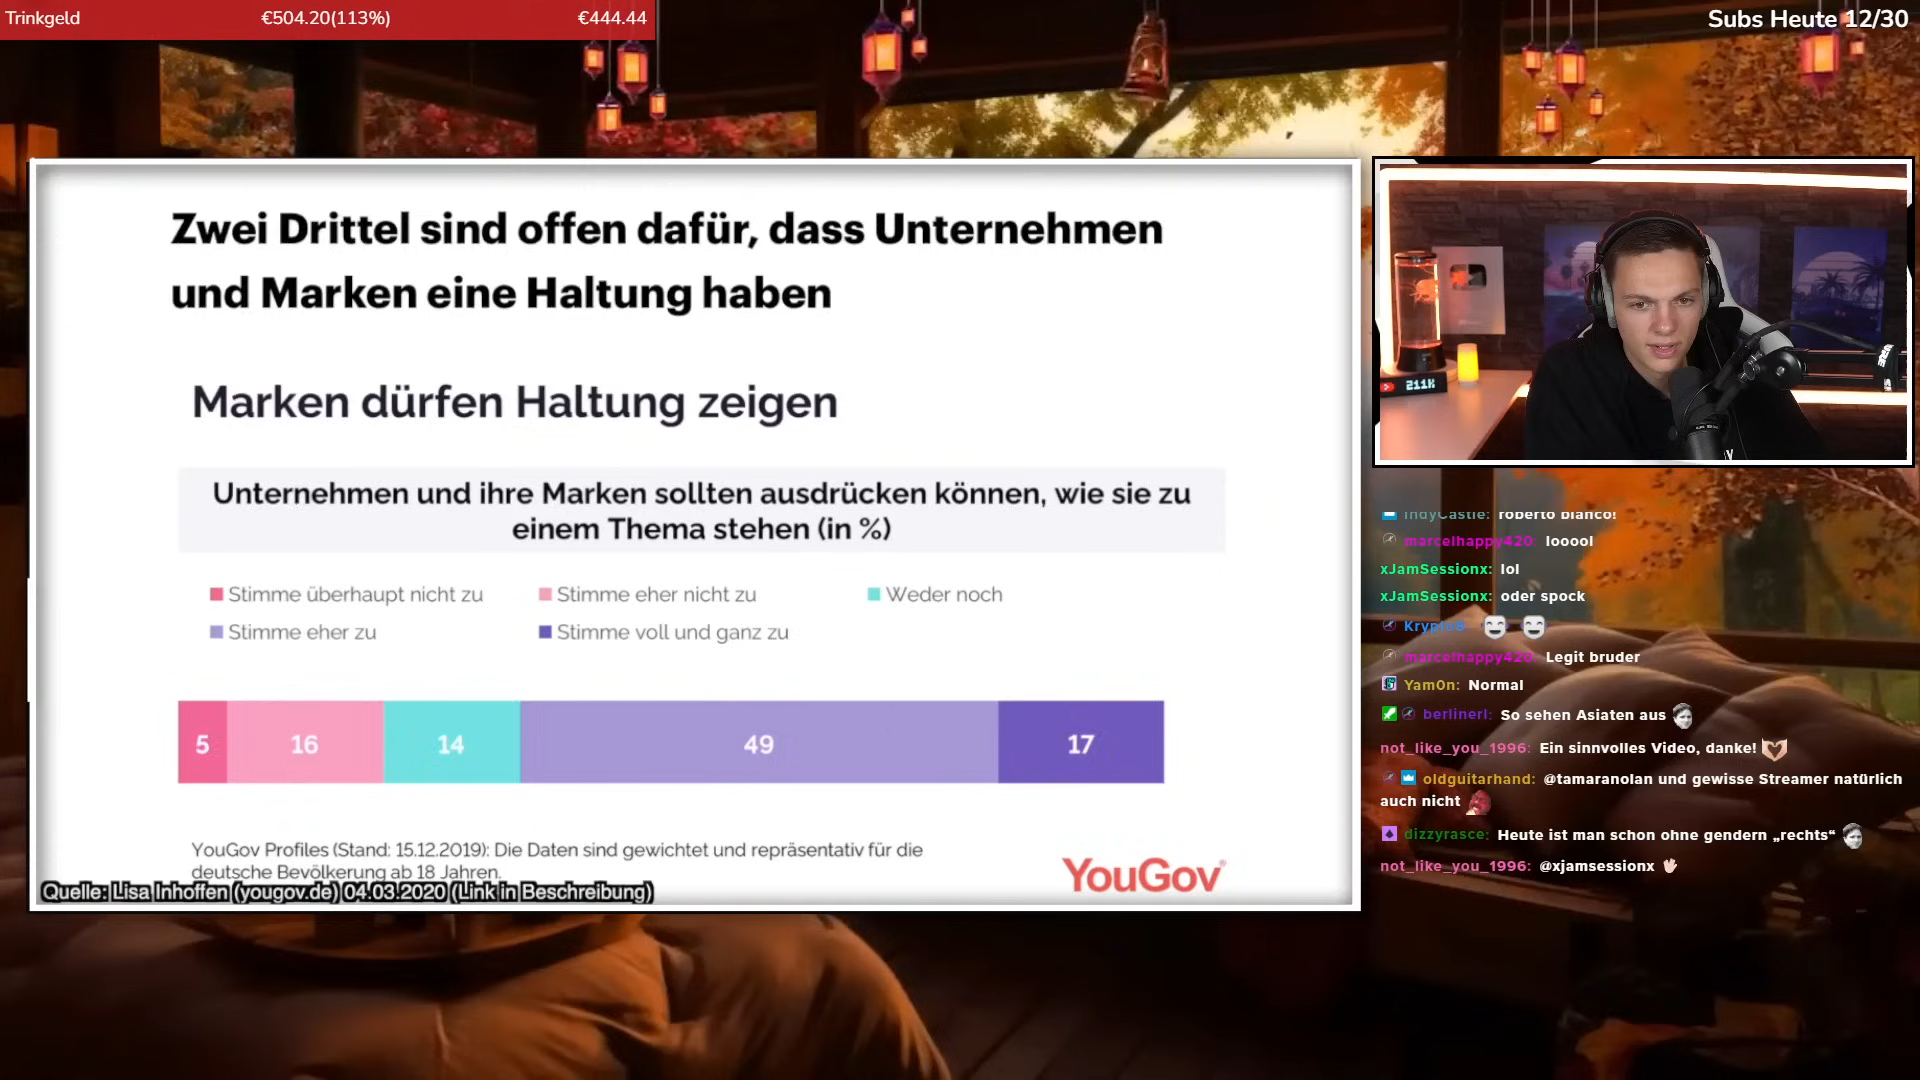 Trinkgeld €504.20(113%) €444.44
Subs Heute 12/30
Zwei Drittel sind offen dafür, dass Unternehmen
und Marken eine Haltung haben
Marken dürfen Haltung zeigen
Unternehmen und ihre Marken sollten ausdrücken können, wie sie zu
einem Thema stehen (in %)
Stimme überhaupt nicht zu Stimme eher nicht zu Weder noch
Stimme eher zu Stimme voll und ganz zu
5 16 14 49 17
YouGov Profiles (Stand: 15.12.2019): Die Daten sind gewichtet und repräsentativ für die
deutsche Bevölkerung ab 18 Jahren.
YouGov
Quelle: Lisa Inhoffen (yougov.de) 04.03.2020 (Link in Beschreibung)
211K
IndyCastle: roberto blanco!
marcelhappy420: looool
xJamSessionx: lol
xJamSessionx: oder spock
marcelhappy420: Legit bruder
Yam0n: Normal
berlinerl: So sehen Asiaten aus
not_like_you_1996: Ein sinnvolles Video, danke!
oldguitarhand: @tamaranolan und gewisse Streamer natürlich
auch nicht
dizzyrasce: Heute ist man schon ohne gendern „rechts“
not_like_you_1996: @xjamsessionx